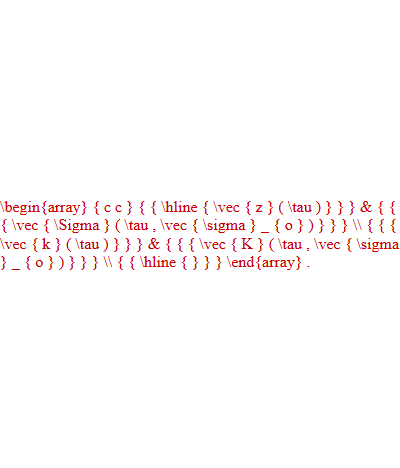 \begin{array} { c c } { { \hline { \vec { z } ( \tau ) } } } & { {
{ \vec { \Sigma } ( \tau , \vec { \sigma } _ { o } ) } } } \\ { { {
\vec { k } ( \tau ) } } } & { { { \vec { K } ( \tau , \vec { \sigma
} _ { o } ) } } } \\ { { \hline { } } } \end{array} .